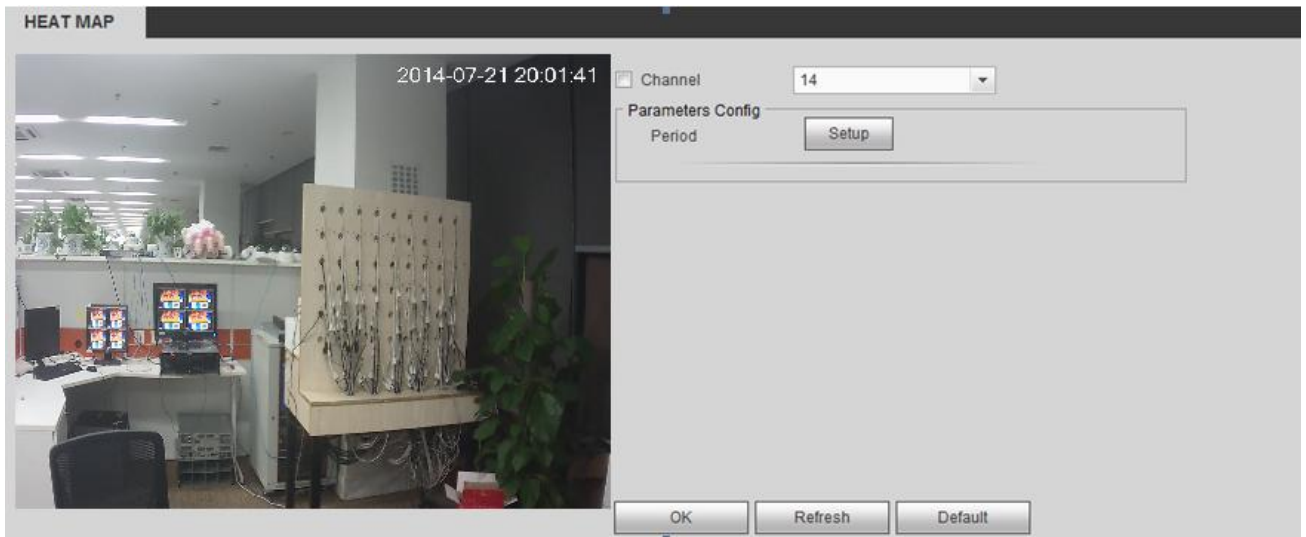 HEAT MAP
2014-07-21 20:01:41
Channel 14
Parameters Config
Period Setup
OK Refresh Default